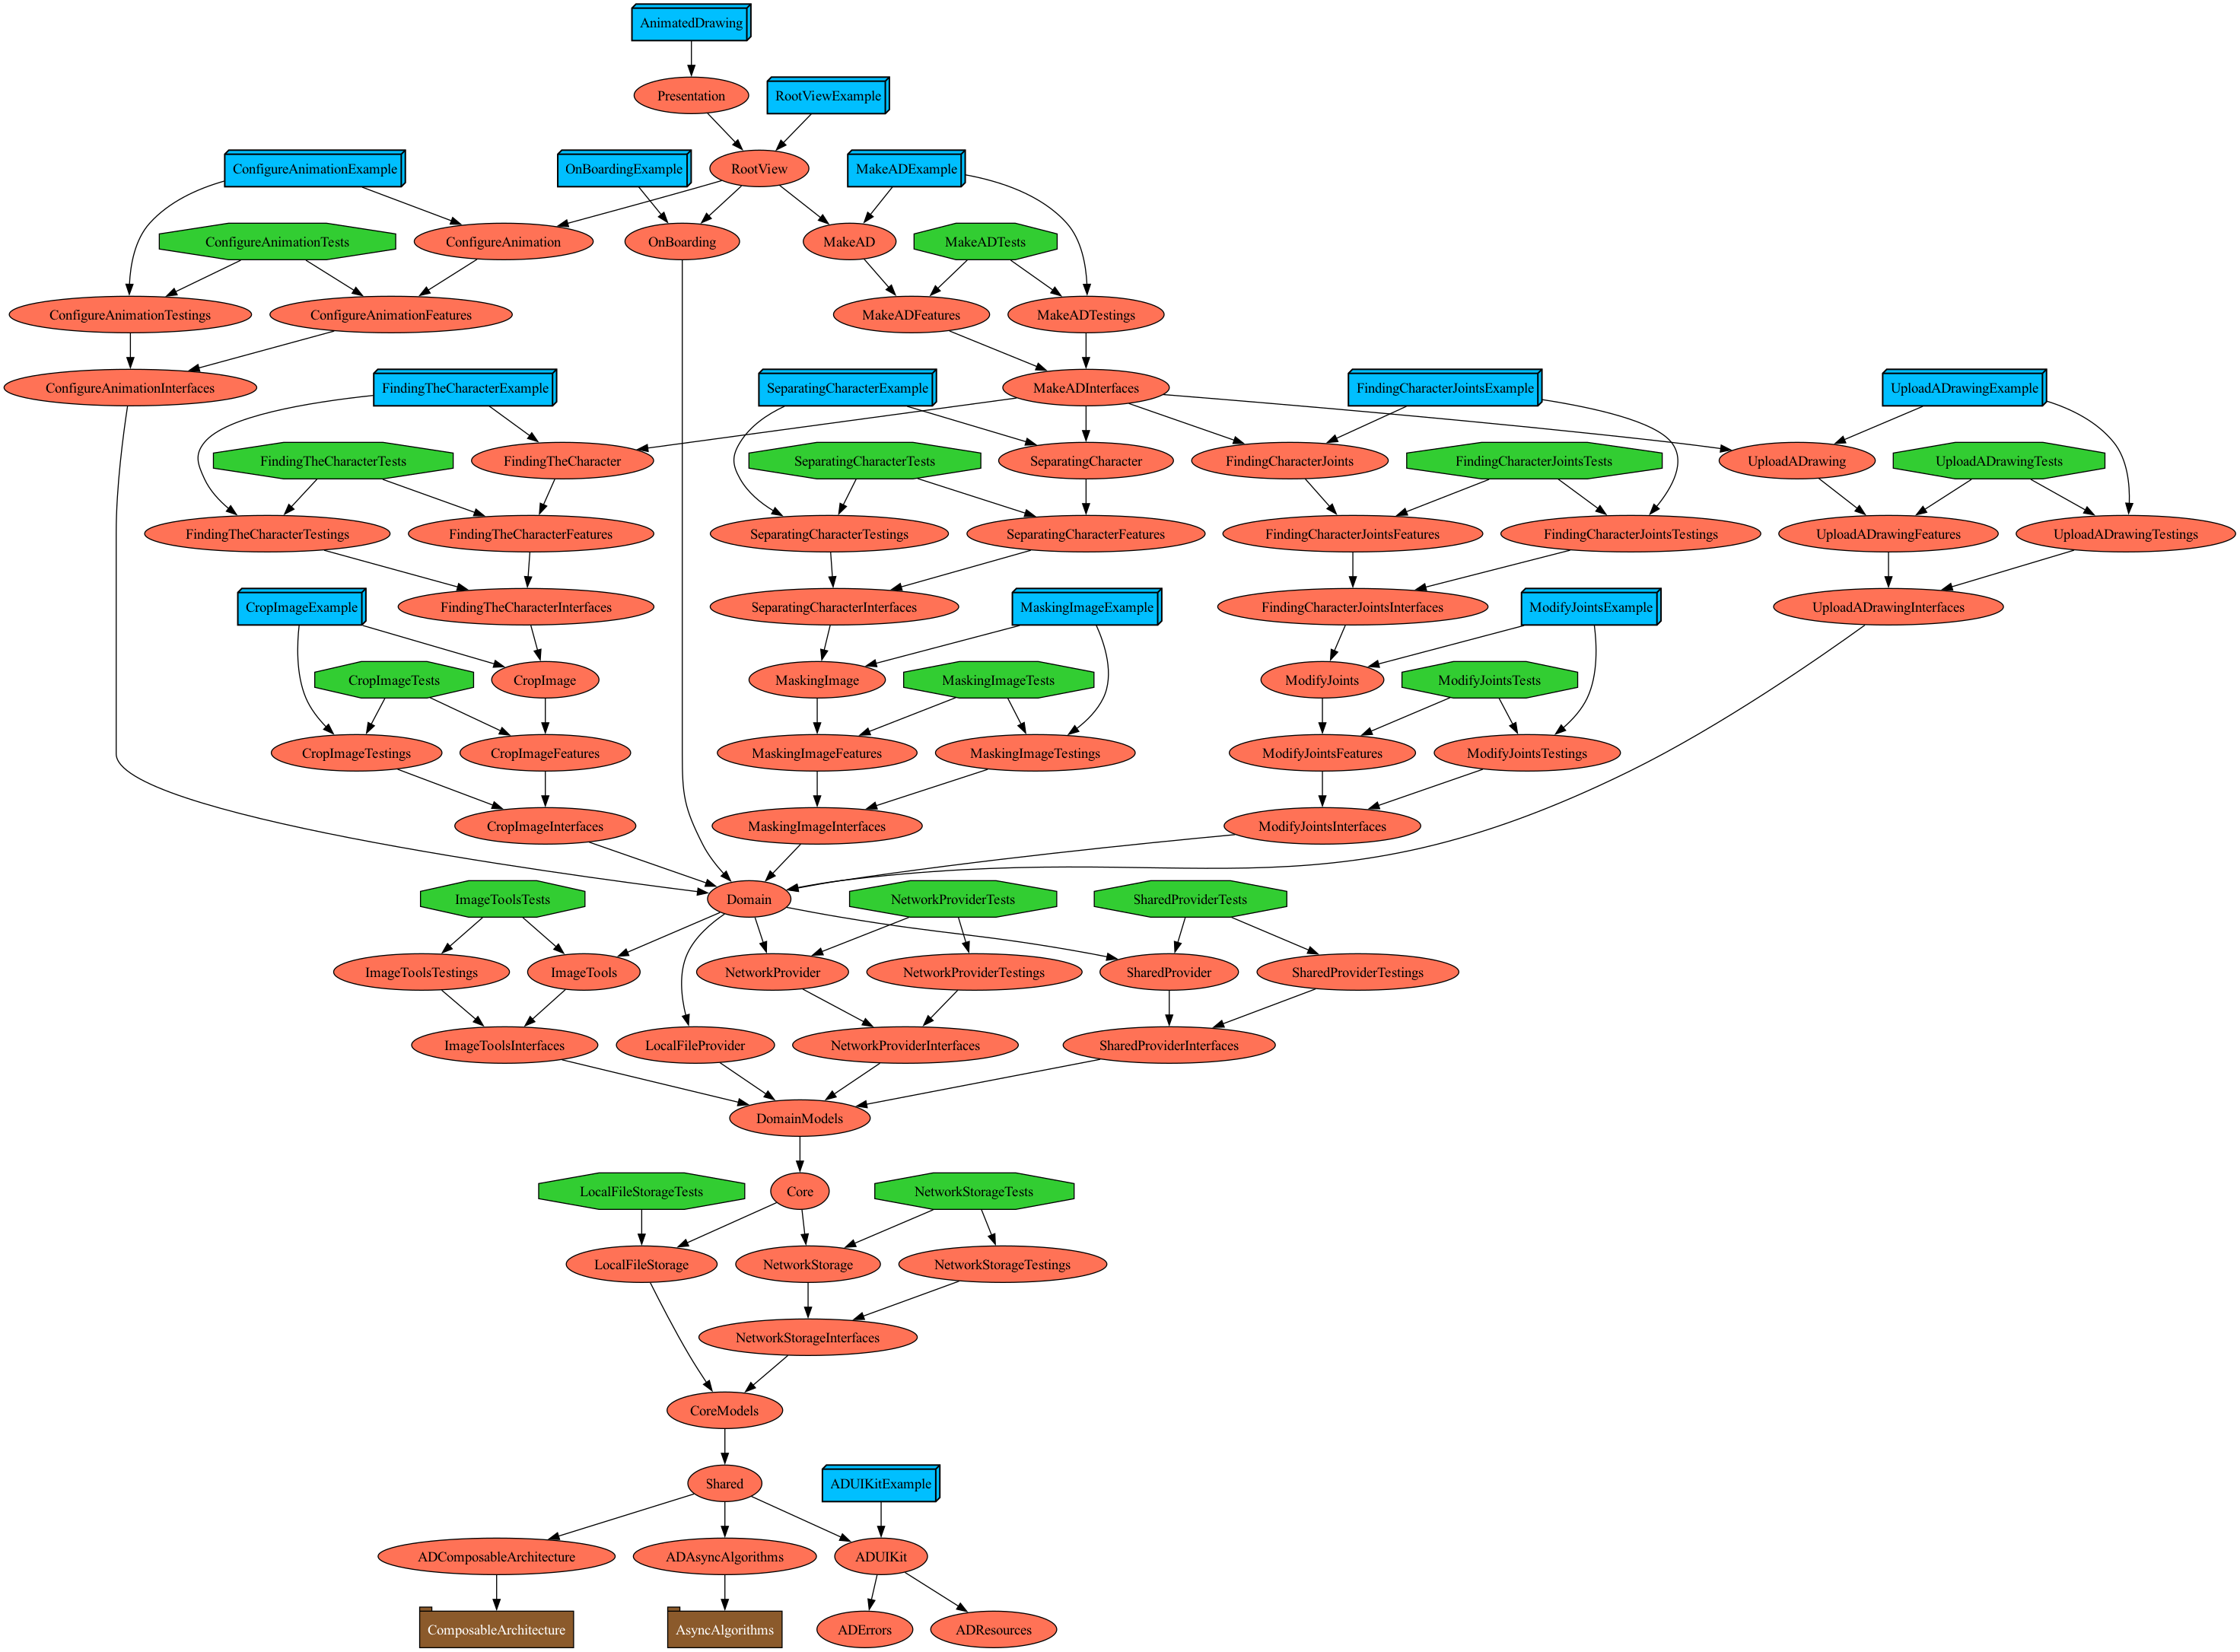 AnimatedDrawing
Presentation
RootViewExample
ConfigureAnimationExample
OnBoardingExample
RootView
MakeADExample
ConfigureAnimationTests
ConfigureAnimation
OnBoarding
MakeAD
MakeADTests
ConfigureAnimationTestings
ConfigureAnimationFeatures
MakeADFeatures
MakeADTestings
ConfigureAnimationInterfaces
FindingTheCharacterExample
SeparatingCharacterExample
MakeADInterfaces
FindingCharacterJointsExample
UploadADrawingExample
FindingTheCharacterTests
FindingTheCharacter
SeparatingCharacterTests
SeparatingCharacter
FindingCharacterJoints
FindingCharacterJointsTests
UploadADrawing
UploadADrawingTests
FindingTheCharacterTestings
FindingTheCharacterFeatures
SeparatingCharacterTestings
SeparatingCharacterFeatures
FindingCharacterJointsFeatures
FindingCharacterJointsTestings
UploadADrawingFeatures
UploadADrawingTestings
CropImageExample
FindingTheCharacterInterfaces
SeparatingCharacterInterfaces
MaskingImageExample
FindingCharacterJointsInterfaces
ModifyJointsExample
UploadADrawingInterfaces
CropImageTests
CropImage
MaskingImage
MaskingImageTests
ModifyJoints
ModifyJointsTests
CropImageTestings
CropImageFeatures
MaskingImageFeatures
MaskingImageTestings
ModifyJointsFeatures
ModifyJointsTestings
CropImageInterfaces
MaskingImageInterfaces
ModifyJointsInterfaces
ImageToolsTests
Domain
NetworkProviderTests
SharedProviderTests
ImageToolsTestings
ImageTools
NetworkProvider
NetworkProviderTestings
SharedProvider
SharedProviderTestings
ImageToolsInterfaces
LocalFileProvider
NetworkProviderInterfaces
SharedProviderInterfaces
DomainModels
LocalFileStorageTests
Core
NetworkStorageTests
LocalFileStorage
NetworkStorage
NetworkStorageTestings
NetworkStorageInterfaces
CoreModels
Shared
ADUIKitExample
ADComposableArchitecture
ADAsyncAlgorithms
ADUIKit
ComposableArchitecture
AsyncAlgorithms
ADErrors
ADResources